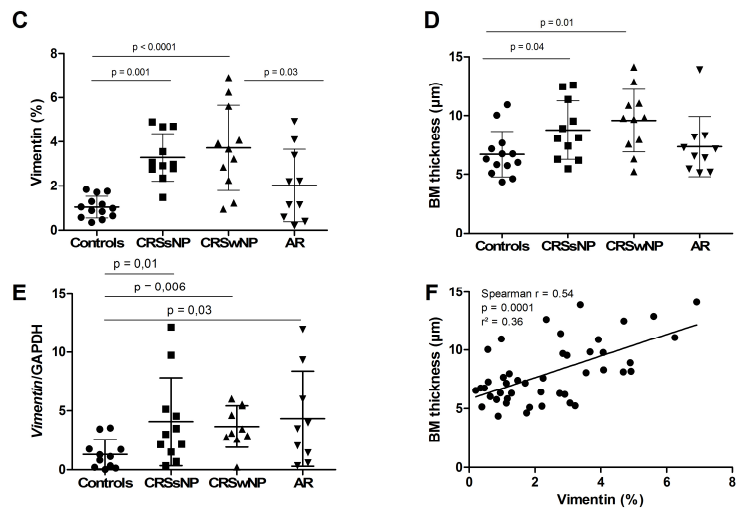 C
p < 0.0001
p = 0.001
p = 0.03
Vimentin (%)
8
6
4
2
0
Controls
CRSsNP
CRSwNP
AR
D
p = 0.01
p = 0.04
BM thickness (µm)
15
10
5
0
Controls
CRSsNP
CRSwNP
AR
E
p = 0,01
p − 0,006
p = 0,03
Vimentin/GAPDH
15
10
5
0
Controls
CRSsNP
CRSwNP
AR
F
Spearman r = 0.54
p = 0.0001
r² = 0.36
BM thickness (µm)
15
10
5
0
0
2
4
6
8
Vimentin (%)